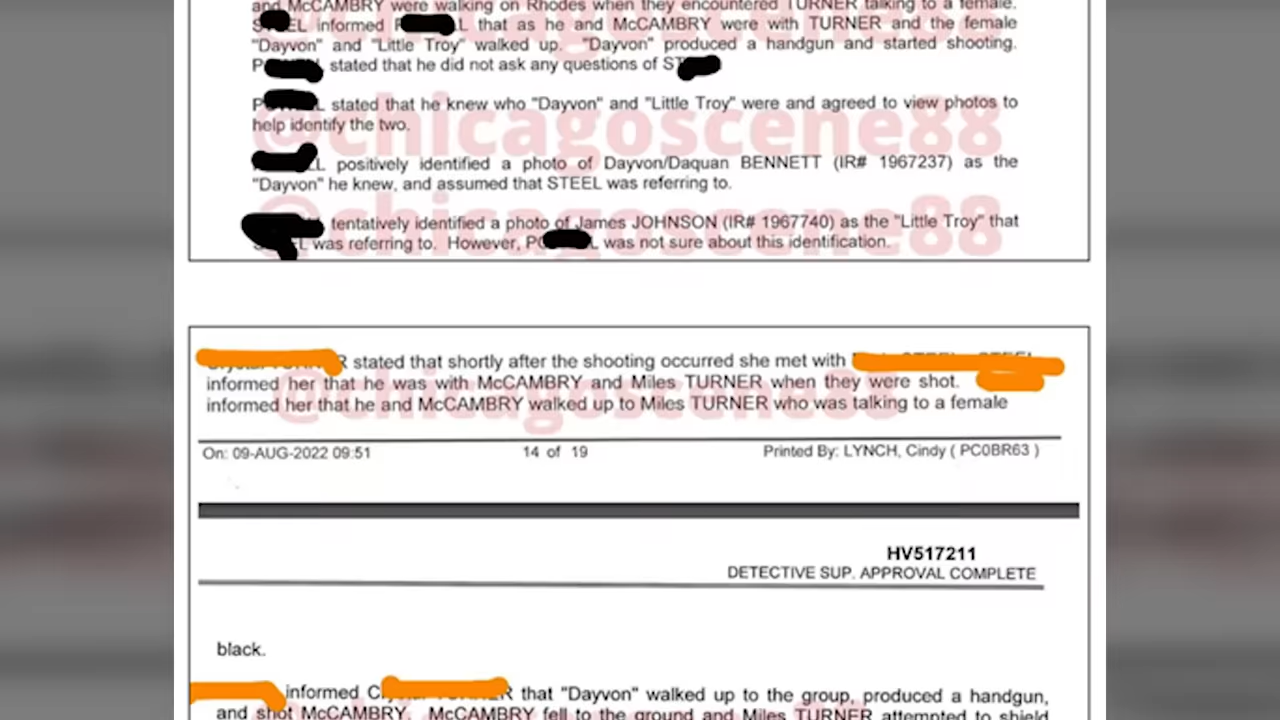 and McCAMBRY were walking on Rhodes when they encountered TURNER talking to a female.
informed that as he and McCAMBRY were with TURNER and the female
"Dayvon" and "Little Troy" walked up. "Dayvon" produced a handgun and started shooting.
stated that he did not ask any questions of
stated that he knew who "Dayvon" and "Little Troy" were and agreed to view photos to
help identify the two.
positively identified a photo of Dayvon/Daquan BENNETT (IR# 1967237) as the
"Dayvon" he knew, and assumed that STEEL was referring to.
tentatively identified a photo of James JOHNSON (IR# 1967740) as the "Little Troy" that
was referring to. However, was not sure about this identification.
@chicagoscene88
stated that shortly after the shooting occurred she met with
informed her that he was with McCAMBRY and Miles TURNER when they were shot.
informed her that he and McCAMBRY walked up to Miles TURNER who was talking to a female
On: 09-AUG-2022 09:51 14 of 19 Printed By: LYNCH, Cindy ( PC0BR63 )
HV517211
DETECTIVE SUP. APPROVAL COMPLETE
black.
informed that "Dayvon" walked up to the group, produced a handgun,
and shot McCAMBRY. McCAMBRY fell to the ground and Miles TURNER attempted to shield